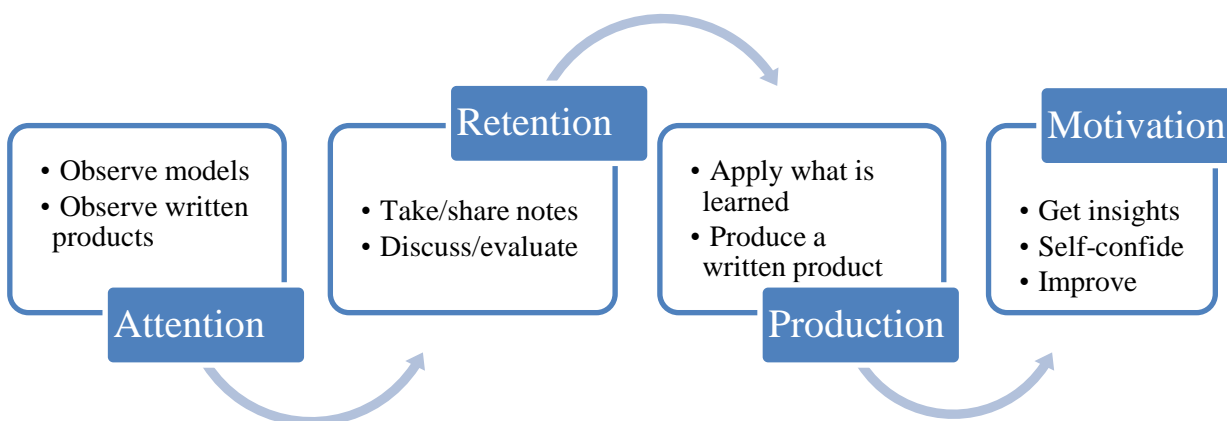 • Observe models
• Observe written
products
Attention
Retention
• Take/share notes
• Discuss/evaluate
• Apply what is
learned
• Produce a
written product
Production
Motivation
• Get insights
• Self-confide
• Improve